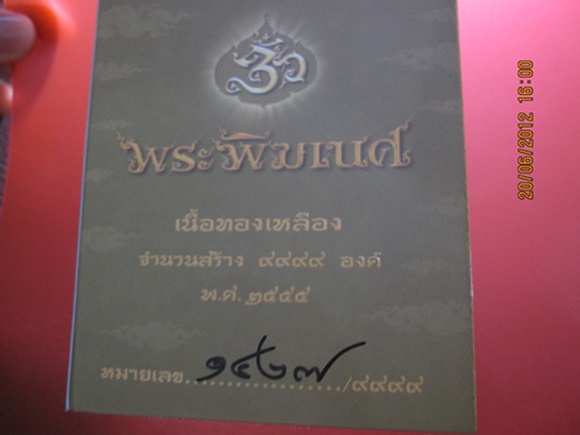 พระพิฆเนศ
เนื้อทองเหลือง
จำนวนสร้าง ๙๙๙๙ องค์
พ.ศ. ๒๕๕๕
หมายเลข ๑๔๒๗ /๙๙๙๙
20/06/2012 16:00